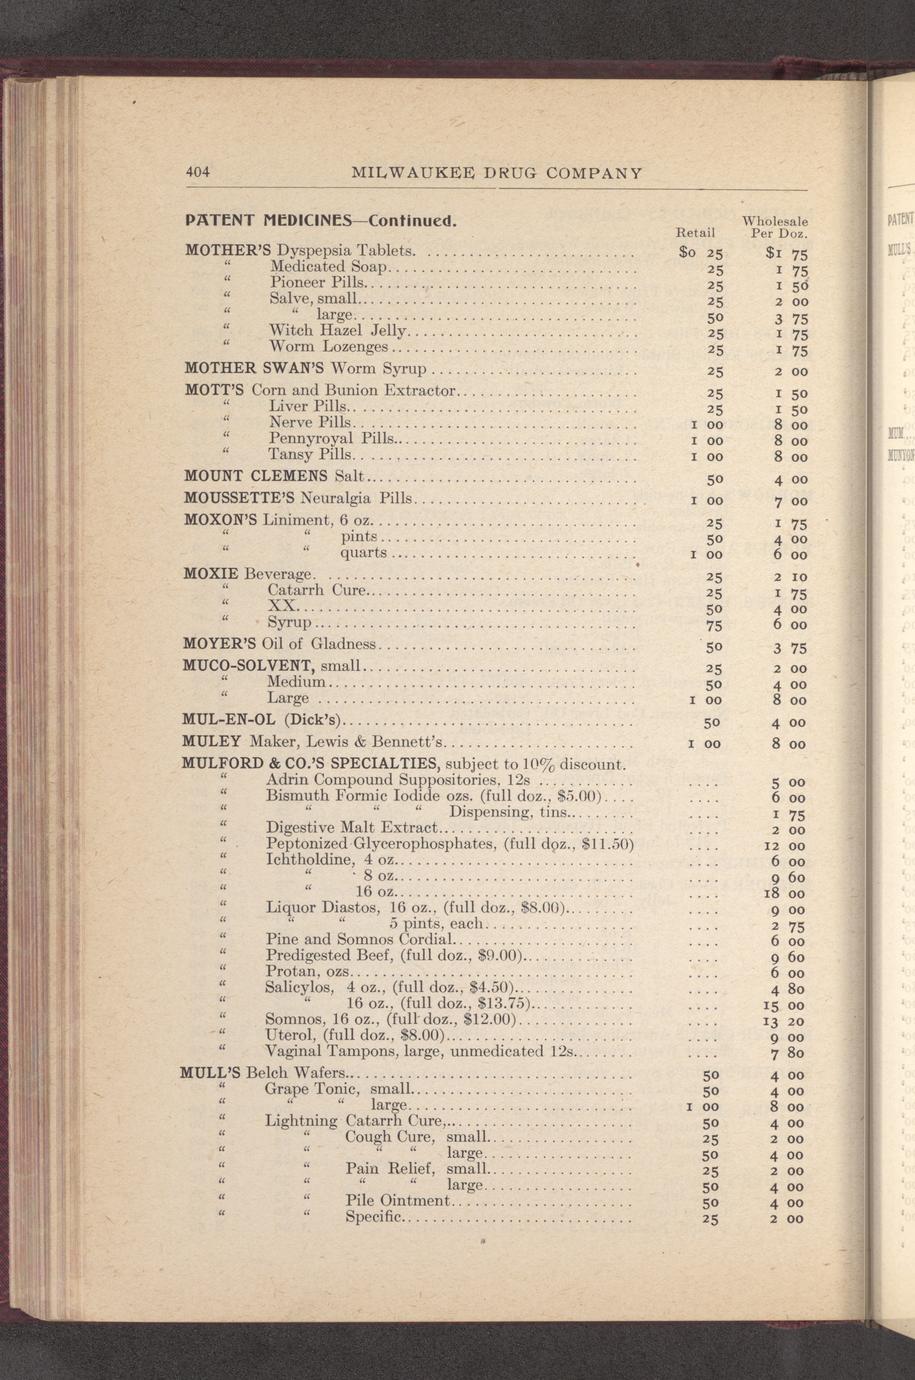 404 MILWAUKEE DRUG COMPANY
PATENT MEDICINES—Continued.
Retail Wholesale Per Doz.
MOTHER'S Dyspepsia Tablets. $0 25 $1 75
“ Medicated Soap 25 1 75
“ Pioneer Pills 25 1 50
“ Salve, small 25 2 00
“ “ large 50 3 75
“ Witch Hazel Jelly 25 1 75
“ Worm Lozenges 25 1 75
MOTHER SWAN'S Worm Syrup 25 2 00
MOTT'S Corn and Bunion Extractor 25 1 50
“ Liver Pills 25 1 50
“ Nerve Pills 1 00 8 00
“ Pennyroyal Pills 1 00 8 00
“ Tansy Pills 1 00 8 00
MOUNT CLEMENS Salt 50 4 00
MOUSSETTE'S Neuralgia Pills 1 00 7 00
MOXON'S Liniment, 6 oz. 25 1 75
“ “ pints 50 4 00
“ “ quarts 1 00 6 00
MOXIE Beverage. 25 2 10
“ Catarrh Cure 25 1 75
“ XX 50 4 00
“ Syrup 75 6 00
MOYER'S Oil of Gladness 50 3 75
MUCO-SOLVENT, small 25 2 00
“ Medium 50 4 00
“ Large 1 00 8 00
MUL-EN-OL (Dick's) 50 4 00
MULEY Maker, Lewis & Bennett's 1 00 8 00
MULFORD & CO.'S SPECIALTIES, subject to 10% discount.
“ Adrin Compound Suppositories, 12s .... 5 00
“ Bismuth Formic Iodide ozs. (full doz., $5.00) .... 6 00
“ “ “ “ Dispensing, tins .... 1 75
“ Digestive Malt Extract .... 2 00
“ Peptonized Glycerophosphates, (full doz., $11.50) .... 12 00
“ Ichtholdine, 4 oz. .... 6 00
“ “ 8 oz. .... 9 60
“ “ 16 oz. .... 18 00
“ Liquor Diastos, 16 oz., (full doz., $8.00) .... 9 00
“ “ “ 5 pints, each .... 2 75
“ Pine and Somnos Cordial .... 6 00
“ Predigested Beef, (full doz., $9.00) .... 9 60
“ Protan, ozs. .... 6 00
“ Salicylos, 4 oz., (full doz., $4.50) .... 4 80
“ “ 16 oz., (full doz., $13.75) .... 15 00
“ Somnos, 16 oz., (full doz., $12.00) .... 13 20
“ Uterol, (full doz., $8.00) .... 9 00
“ Vaginal Tampons, large, unmedicated 12s .... 7 80
MULL'S Belch Wafers 50 4 00
“ Grape Tonic, small 50 4 00
“ “ “ large 1 00 8 00
“ Lightning Catarrh Cure, 50 4 00
“ “ Cough Cure, small 25 2 00
“ “ “ “ large 50 4 00
“ “ Pain Relief, small 25 2 00
“ “ “ “ large 50 4 00
“ “ Pile Ointment 50 4 00
“ “ Specific 25 2 00
PATENT
MULL'S
MUM
MUNYON